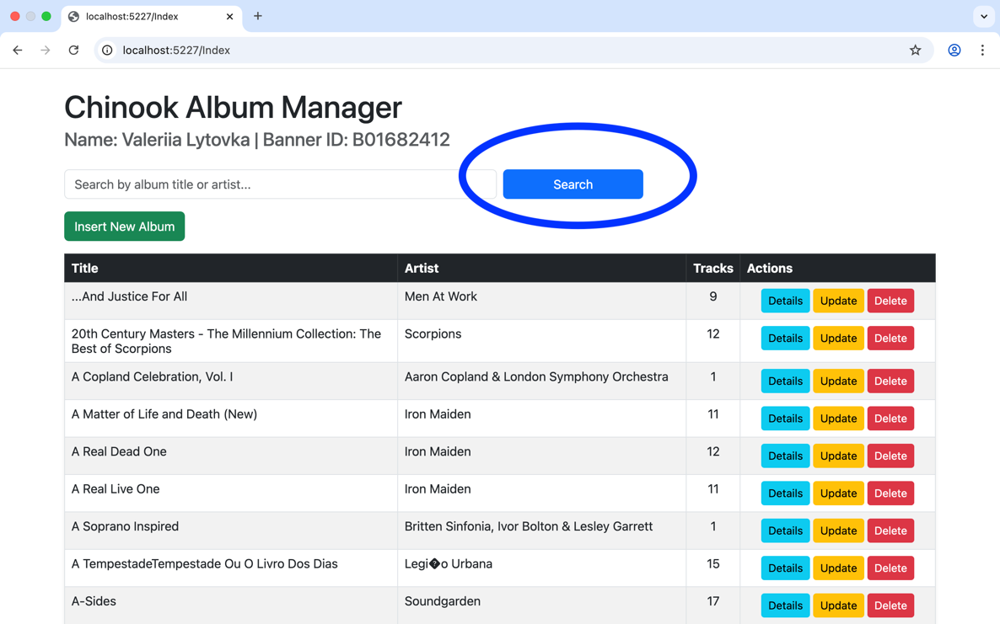 localhost:5227/Index
localhost:5227/Index
Chinook Album Manager
Name: Valeriia Lytovka | Banner ID: B01682412
Search by album title or artist...
Search
Insert New Album
Title Artist Tracks Actions
...And Justice For All Men At Work 9 Details Update Delete
20th Century Masters - The Millennium Collection: The
Best of Scorpions Scorpions 12 Details Update Delete
A Copland Celebration, Vol. I Aaron Copland & London Symphony Orchestra 1 Details Update Delete
A Matter of Life and Death (New) Iron Maiden 11 Details Update Delete
A Real Dead One Iron Maiden 12 Details Update Delete
A Real Live One Iron Maiden 11 Details Update Delete
A Soprano Inspired Britten Sinfonia, Ivor Bolton & Lesley Garrett 1 Details Update Delete
A TempestadeTempestade Ou O Livro Dos Dias Legi�o Urbana 15 Details Update Delete
A-Sides Soundgarden 17 Details Update Delete